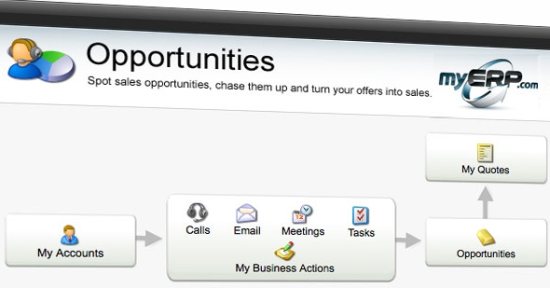 Opportunities
Spot sales opportunities, chase them up and turn your offers into sales.
myERP.com
My Quotes
Calls
Email
Meetings
Tasks
12
My Accounts
My Business Actions
Opportunities